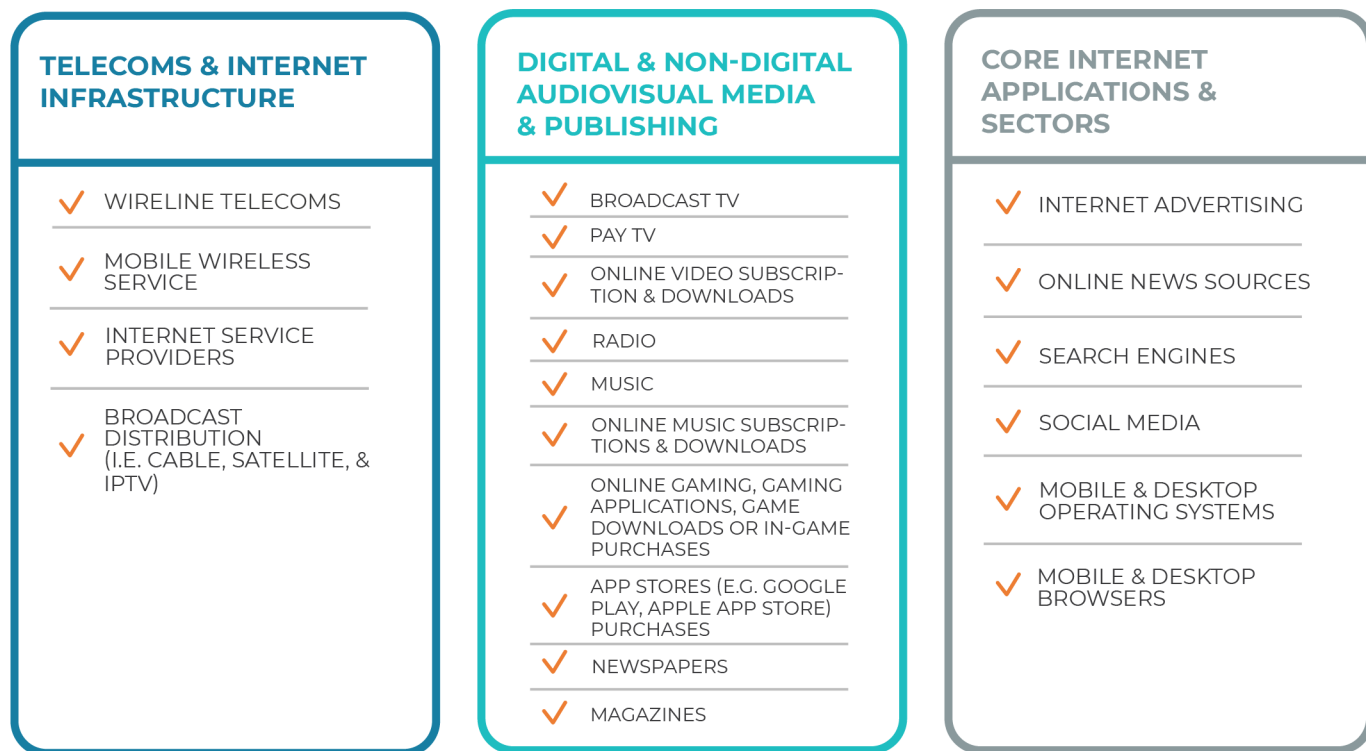 TELECOMS & INTERNET
INFRASTRUCTURE
WIRELINE TELECOMS
MOBILE WIRELESS
SERVICE
INTERNET SERVICE
PROVIDERS
BROADCAST
DISTRIBUTION
(I.E. CABLE, SATELLITE, &
IPTV)
DIGITAL & NON-DIGITAL
AUDIOVISUAL MEDIA
& PUBLISHING
BROADCAST TV
PAY TV
ONLINE VIDEO SUBSCRIP-
TION & DOWNLOADS
RADIO
MUSIC
ONLINE MUSIC SUBSCRIP-
TIONS & DOWNLOADS
ONLINE GAMING, GAMING
APPLICATIONS, GAME
DOWNLOADS OR IN-GAME
PURCHASES
APP STORES (E.G. GOOGLE
PLAY, APPLE APP STORE)
PURCHASES
NEWSPAPERS
MAGAZINES
CORE INTERNET
APPLICATIONS &
SECTORS
INTERNET ADVERTISING
ONLINE NEWS SOURCES
SEARCH ENGINES
SOCIAL MEDIA
MOBILE & DESKTOP
OPERATING SYSTEMS
MOBILE & DESKTOP
BROWSERS